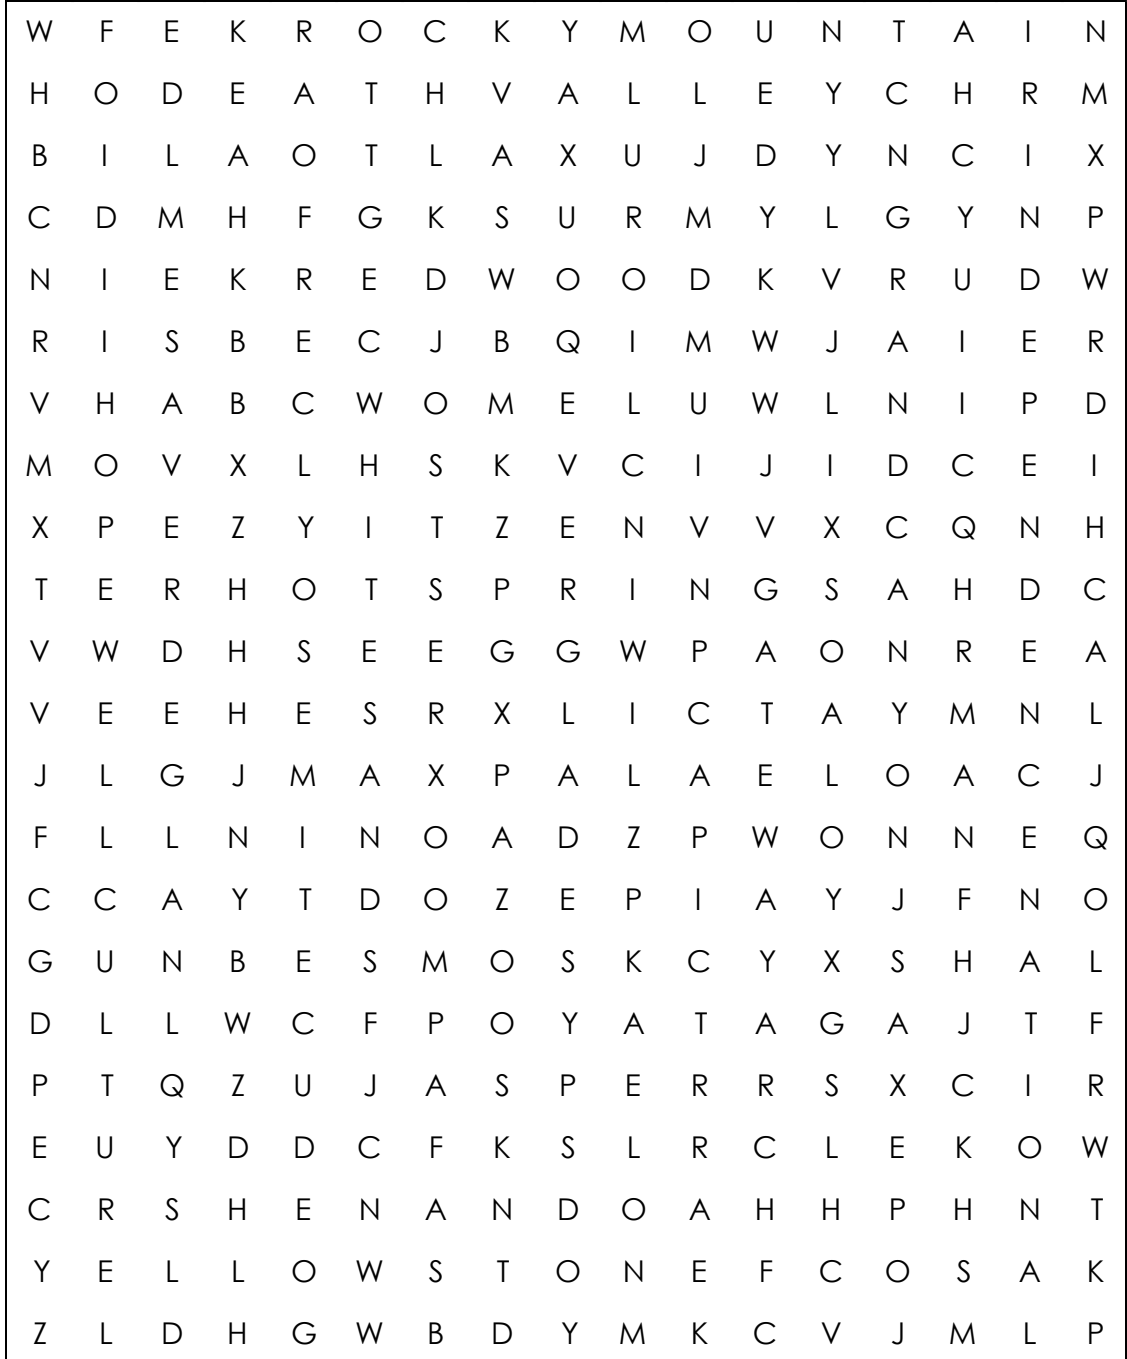 W F E K R O C K Y M O U N T A I N
H O D E A T H V A L L E Y C H R M
B I L A O T L A X U J D Y N C I X
C D M H F G K S U R M Y L G Y N P
N I E K R E D W O O D K V R U D W
R I S B E C J B Q I M W J A I E R
V H A B C W O M E L U W L N I P D
M O V X L H S K V C I J I D C E I
X P E Z Y I T Z E N V V X C Q N H
T E R H O T S P R I N G S A H D C
V W D H S E E G G W P A O N R E A
V E E H E S R X L I C T A Y M N L
J L G J M A X P A L A E L O A C J
F L L N I N O A D Z P W O N N E Q
C C A Y T D O Z E P I A Y J F N O
G U N B E S M O S K C Y X S H A L
D L L W C F P O Y A T A G A J T F
P T Q Z U J A S P E R R S X C I R
E U Y D D C F K S L R C L E K O W
C R S H E N A N D O A H H P H N T
Y E L L O W S T O N E F C O S A K
Z L D H G W B D Y M K C V J M L P